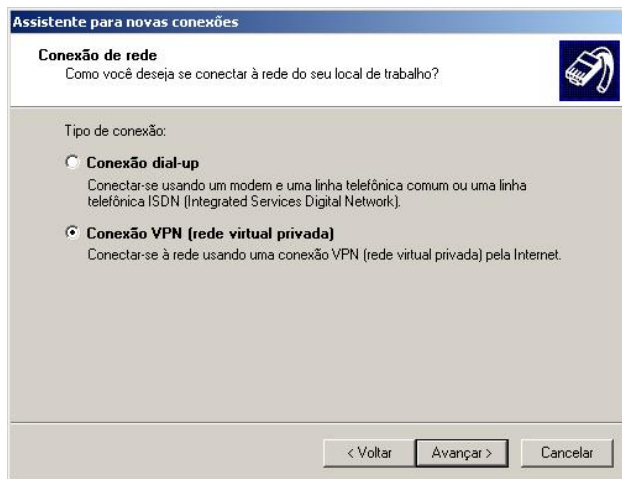 Assistente para novas conexões
Conexão de rede
Como você deseja se conectar à rede do seu local de trabalho?
Tipo de conexão:
Conexão dial-up
Conectar-se usando um modem e uma linha telefônica comum ou uma linha
telefônica ISDN (Integrated Services Digital Network).
Conexão VPN (rede virtual privada)
Conectar-se à rede usando uma conexão VPN (rede virtual privada) pela Internet.
< Voltar Avançar > Cancelar